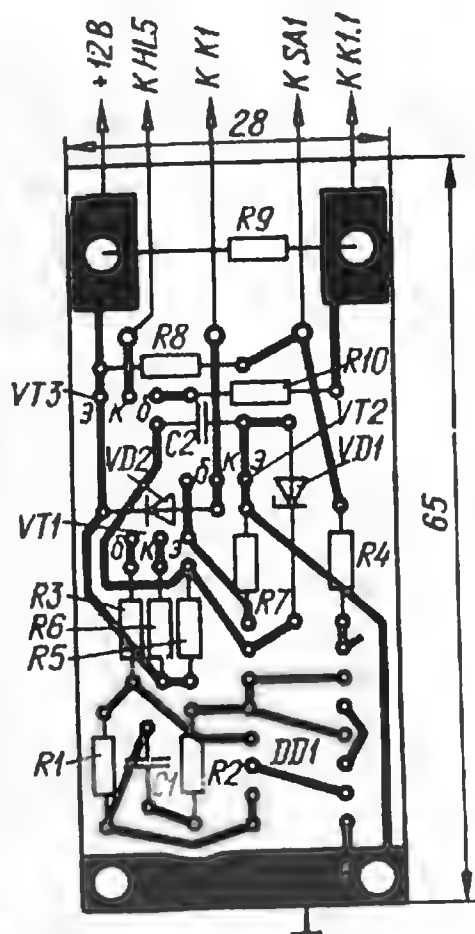 +12В
К HL5
К К1
К SA1
К К1.1
28
R9
R8
R10
VT3
э
к
б
C2
VT2
VD2
б
к
э
VD1
VT1
б
к
э
R3
R7
R4
65
R6
R5
R1
C1
R2
DD1